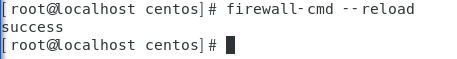 [root@localhost centos]# firewall-cmd --reload
success
[root@localhost centos]#